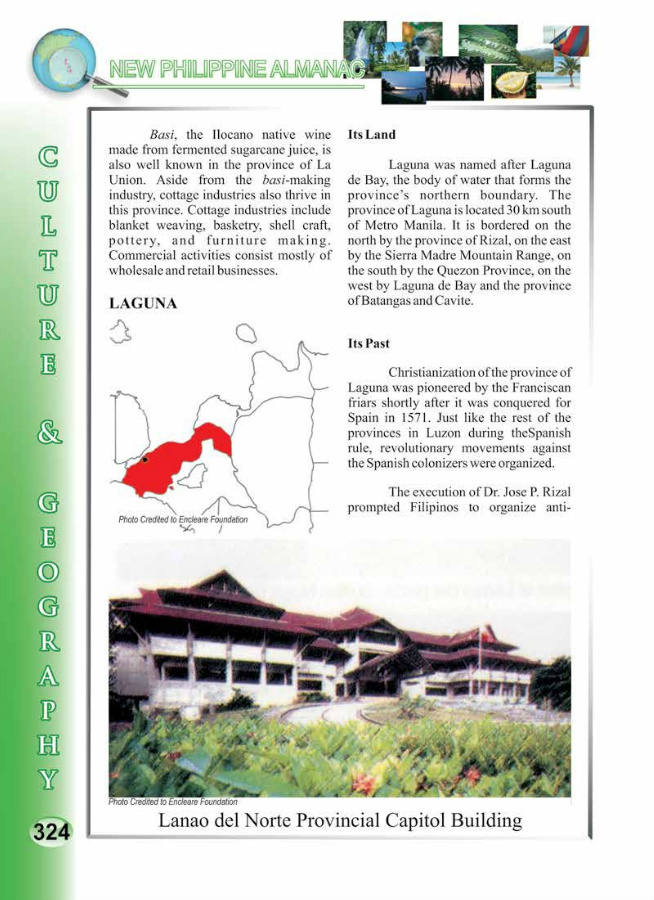 NEW PHILIPPINE ALMANAC
CULTURE & GEOGRAPHY
Basi, the Ilocano native wine
made from fermented sugarcane juice, is
also well known in the province of La
Union. Aside from the basi-making
industry, cottage industries also thrive in
this province. Cottage industries include
blanket weaving, basketry, shell craft,
pottery, and furniture making.
Commercial activities consist mostly of
wholesale and retail businesses.
LAGUNA
Photo Credited to Encleare Foundation
Its Land
Laguna was named after Laguna
de Bay, the body of water that forms the
province's northern boundary. The
province of Laguna is located 30 km south
of Metro Manila. It is bordered on the
north by the province of Rizal, on the east
by the Sierra Madre Mountain Range, on
the south by the Quezon Province, on the
west by Laguna de Bay and the province
of Batangas and Cavite.
Its Past
Christianization of the province of
Laguna was pioneered by the Franciscan
friars shortly after it was conquered for
Spain in 1571. Just like the rest of the
provinces in Luzon during theSpanish
rule, revolutionary movements against
the Spanish colonizers were organized.
The execution of Dr. Jose P. Rizal
prompted Filipinos to organize anti-
Photo Credited to Encleare Foundation
Lanao del Norte Provincial Capitol Building
324